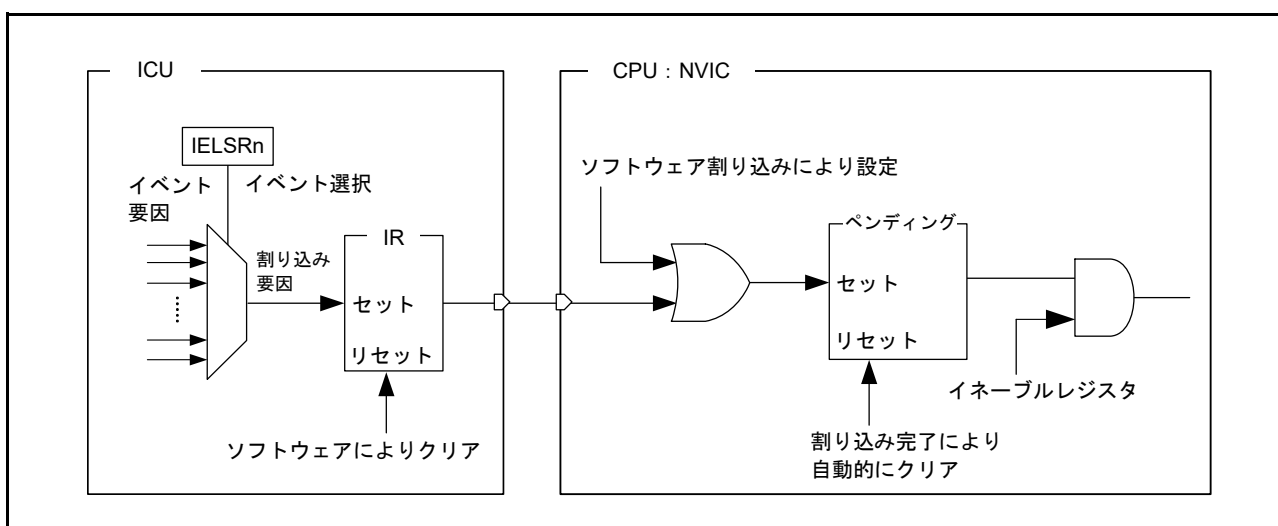 ICU
IELSRn
イベント
要因
イベント選択
割り込み
要因
IR
セット
リセット
ソフトウェアによりクリア
CPU:NVIC
ソフトウェア割り込みにより設定
ペンディング
セット
リセット
イネーブルレジスタ
割り込み完了により
自動的にクリア